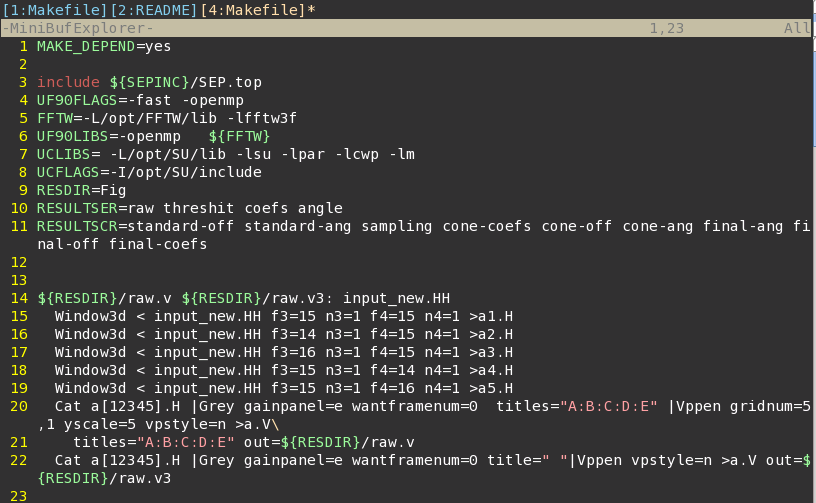 [1:Makefile][2:README][4:Makefile]*
-MiniBufExplorer- 1,23 All
1 MAKE_DEPEND=yes
2
3 include ${SEPINC}/SEP.top
4 UF90FLAGS=-fast -openmp
5 FFTW=-L/opt/FFTW/lib -lfftw3f
6 UF90LIBS=-openmp   ${FFTW}
7 UCLIBS= -L/opt/SU/lib -lsu -lpar -lcwp -lm
8 UCFLAGS=-I/opt/SU/include
9 RESDIR=Fig
10 RESULTSER=raw threshit coefs angle
11 RESULTSCR=standard-off standard-ang sampling cone-coefs cone-off cone-ang final-ang fi
nal-off final-coefs
12
13
14 ${RESDIR}/raw.v ${RESDIR}/raw.v3: input_new.HH
15   Window3d < input_new.HH f3=15 n3=1 f4=15 n4=1 >a1.H
16   Window3d < input_new.HH f3=14 n3=1 f4=15 n4=1 >a2.H
17   Window3d < input_new.HH f3=16 n3=1 f4=15 n4=1 >a3.H
18   Window3d < input_new.HH f3=15 n3=1 f4=14 n4=1 >a4.H
19   Window3d < input_new.HH f3=15 n3=1 f4=16 n4=1 >a5.H
20   Cat a[12345].H |Grey gainpanel=e wantframenum=0  titles="A:B:C:D:E" |Vppen gridnum=5
,1 yscale=5 vpstyle=n >a.V\
21     titles="A:B:C:D:E" out=${RESDIR}/raw.v
22   Cat a[12345].H |Grey gainpanel=e wantframenum=0 title=" "|Vppen vpstyle=n >a.V out=$
{RESDIR}/raw.v3
23